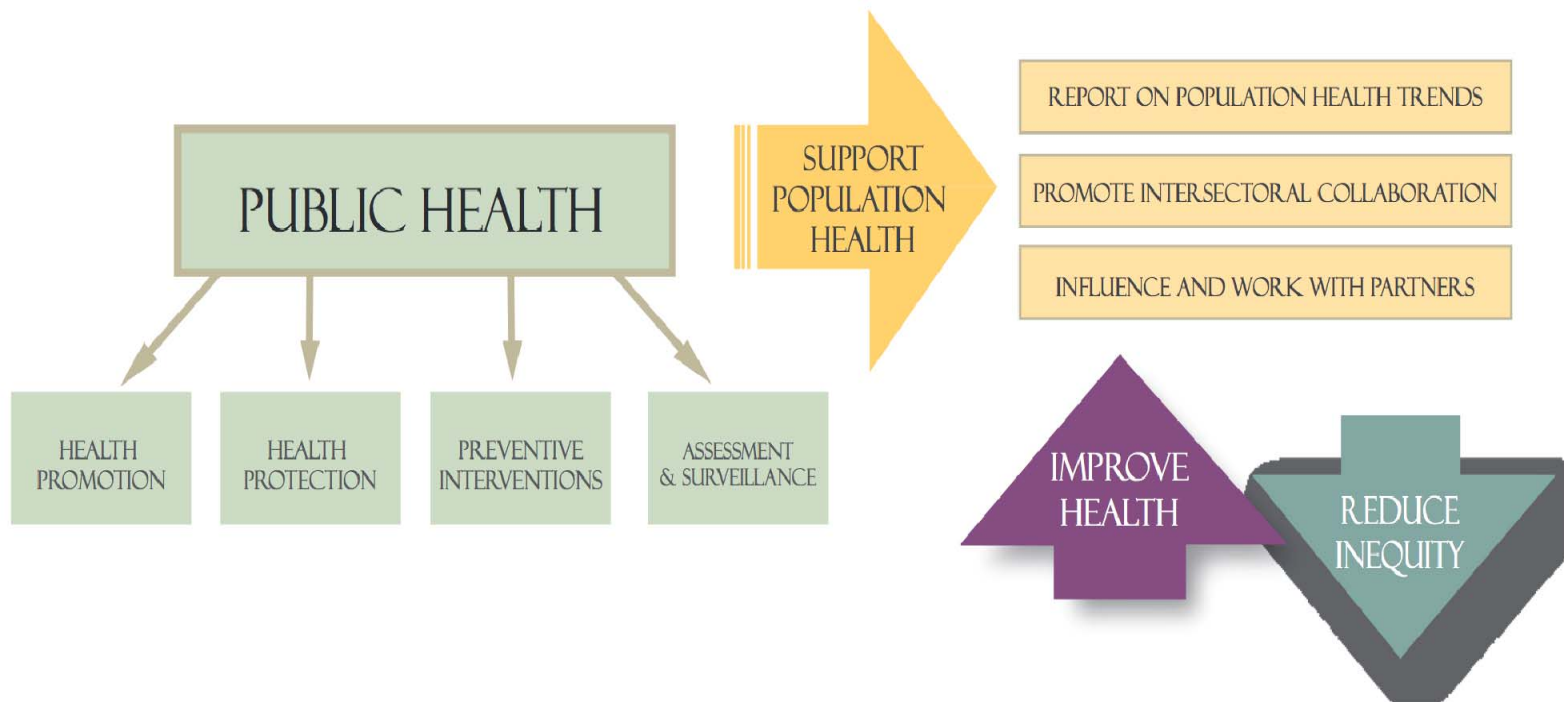 PUBLIC HEALTH
HEALTH
PROMOTION
HEALTH
PROTECTION
PREVENTIVE
INTERVENTIONS
ASSESSMENT
& SURVEILLANCE
SUPPORT
POPULATION
HEALTH
REPORT ON POPULATION HEALTH TRENDS
PROMOTE INTERSECTORAL COLLABORATION
INFLUENCE AND WORK WITH PARTNERS
IMPROVE
HEALTH
REDUCE
INEQUITY